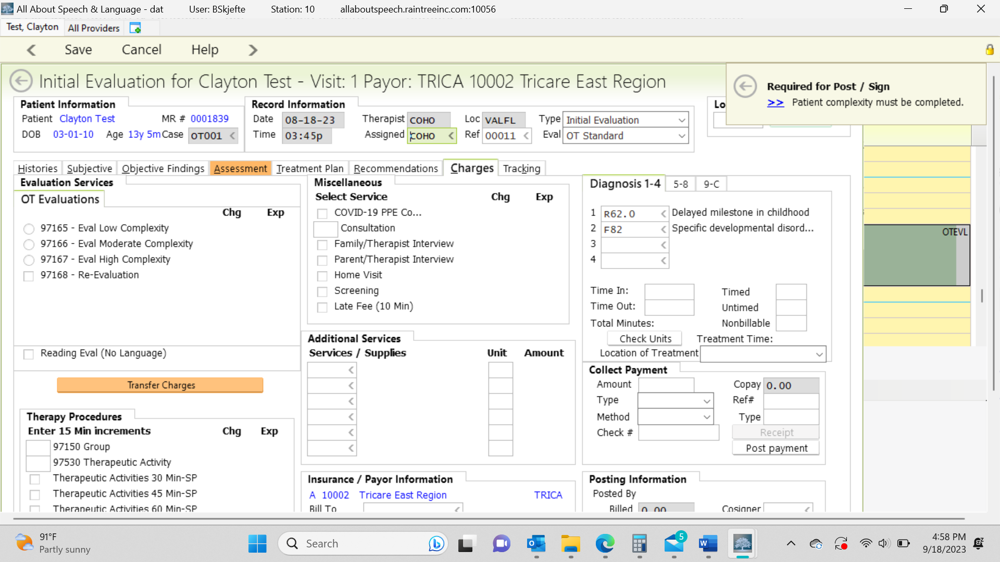 All About Speech & Language - dat User: BSkjefte Station: 10 allaboutspeech.raintreeinc.com:10056
Test, Clayton All Providers
Save Cancel Help
Initial Evaluation for Clayton Test - Visit: 1 Payor: TRICA 10002 Tricare East Region
Required for Post / Sign
>> Patient complexity must be completed.
Patient Information
Patient Clayton Test MR # 0001839
DOB 03-01-10 Age 13y 5m Case OT001 <
Record Information
Date 08-18-23 Therapist COHO Loc VALFL Type Initial Evaluation
Time 03:45p Assigned COHO < Ref 00011 < Eval OT Standard
Lo
Histories Subjective Objective Findings Assessment Treatment Plan Recommendations Charges Tracking
Evaluation Services
OT Evaluations
Chg Exp
97165 - Eval Low Complexity
97166 - Eval Moderate Complexity
97167 - Eval High Complexity
97168 - Re-Evaluation
Reading Eval (No Language)
Transfer Charges
Therapy Procedures
Enter 15 Min increments Chg Exp
97150 Group
97530 Therapeutic Activity
Therapeutic Activities 30 Min-SP
Therapeutic Activities 45 Min-SP
Therapeutic Activities 60 Min-SP
Miscellaneous
Select Service Chg Exp
COVID-19 PPE Co...
Consultation
Family/Therapist Interview
Parent/Therapist Interview
Home Visit
Screening
Late Fee (10 Min)
Additional Services
Services / Supplies Unit Amount
<
<
<
<
<
<
Insurance / Payor Information
A 10002 Tricare East Region TRICA
Bill To <
Diagnosis 1-4 5-8 9-C
1 R62.0 < Delayed milestone in childhood
2 F82 < Specific developmental disord...
3 <
4 <
Time In: Timed
Time Out: Untimed
Total Minutes: Nonbillable
Check Units Treatment Time:
Location of Treatment
Collect Payment
Amount Copay 0.00
Type Ref#
Method Type
Check # Receipt
Post payment
Posting Information
Posted By
Billed 0.00 Cosigner <
OTEVL
91°F
Partly sunny
Search
5
4:58 PM
9/18/2023